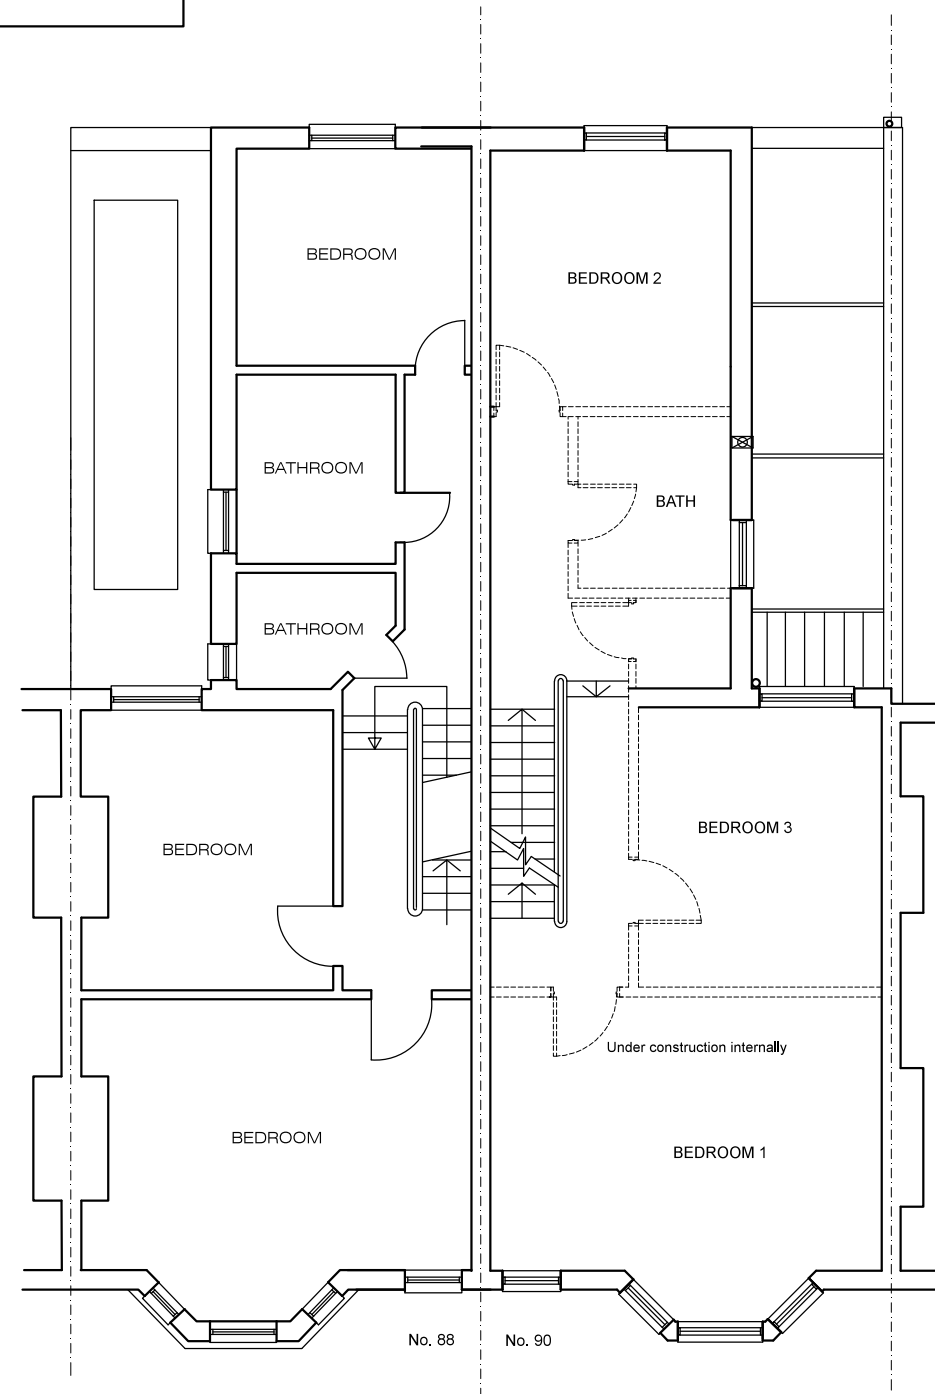 BEDROOM
BEDROOM 2
BATHROOM
BATH
BATHROOM
BEDROOM 3
BEDROOM
Under construction internally
BEDROOM
BEDROOM 1
No. 88
No. 90